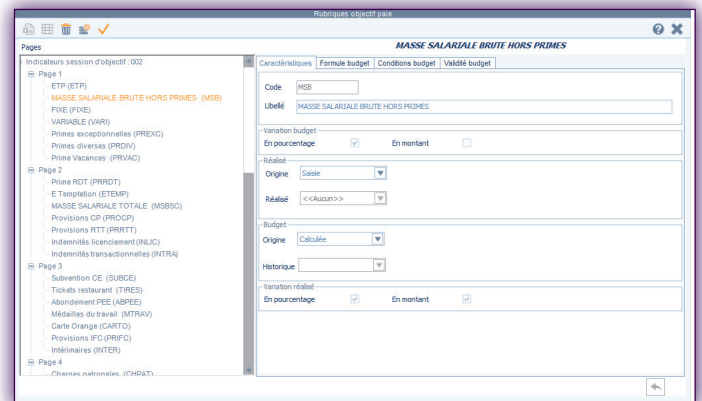 Rubriques objectif paie
Pages
MASSE SALARIALE BRUTE HORS PRIMES
Indicateurs session d'objectif :002
Page 1
ETP (ETP)
MASSE SALARIALE BRUTE HORS PRIMES (MSB)
FIXE (FIXE)
VARIABLE (VARI)
Primes exceptionnelles (PREXC)
Primes diverses (PRDIV)
Prime Vacances (PRVAC)
Page 2
Prime RDT (PRRDT)
E Temptation (ETEMP)
MASSE SALARIALE TOTALE (MSBSC)
Provisions CP (PROCP)
Provisions RTT (PRRTT)
Indemnités licenciement (INLIC)
Indemnités transactionnelles (INTRA)
Page 3
Subvention CE (SUBCE)
Tickets restaurant (TIRES)
Abondement PEE (ABPEE)
Médailles du travail (MTRAV)
Carte Orange (CARTO)
Provisions IFC (PRIFC)
Intérimaires (INTER)
Page 4
Charges patronales (CHPAT)
Caractéristiques Formule budget Conditions budget Validité budget
Code MSB
Libellé MASSE SALARIALE BRUTE HORS PRIMES
Variation budget
En pourcentage En montant
Réalisé
Origine Saisie
Réalisé <<Aucun>>
Budget
Origine Calculée
Historique
Variation réalisé
En pourcentage En montant